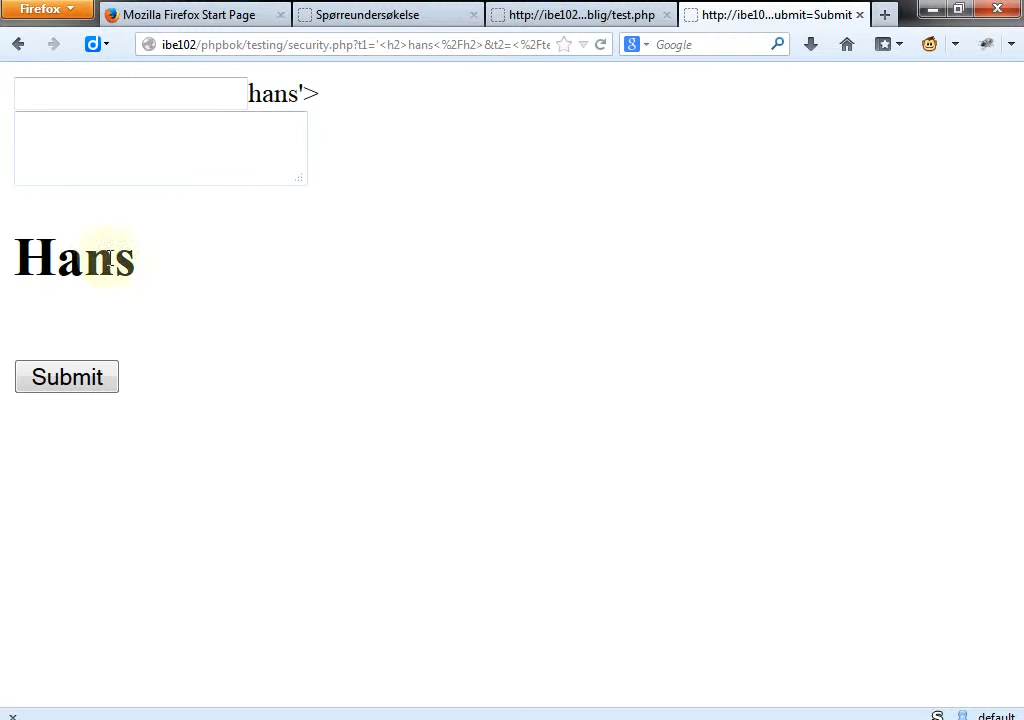 Firefox
Mozilla Firefox Start Page
Spørreundersøkelse
http://ibe102...blig/test.php
http://ibe10...ubmit=Submit
ibe102/phpbok/testing/security.php?t1='<h2>hans<%2Fh2>&t2=<%2Fte
Google
hans'>
Hans
Submit
default